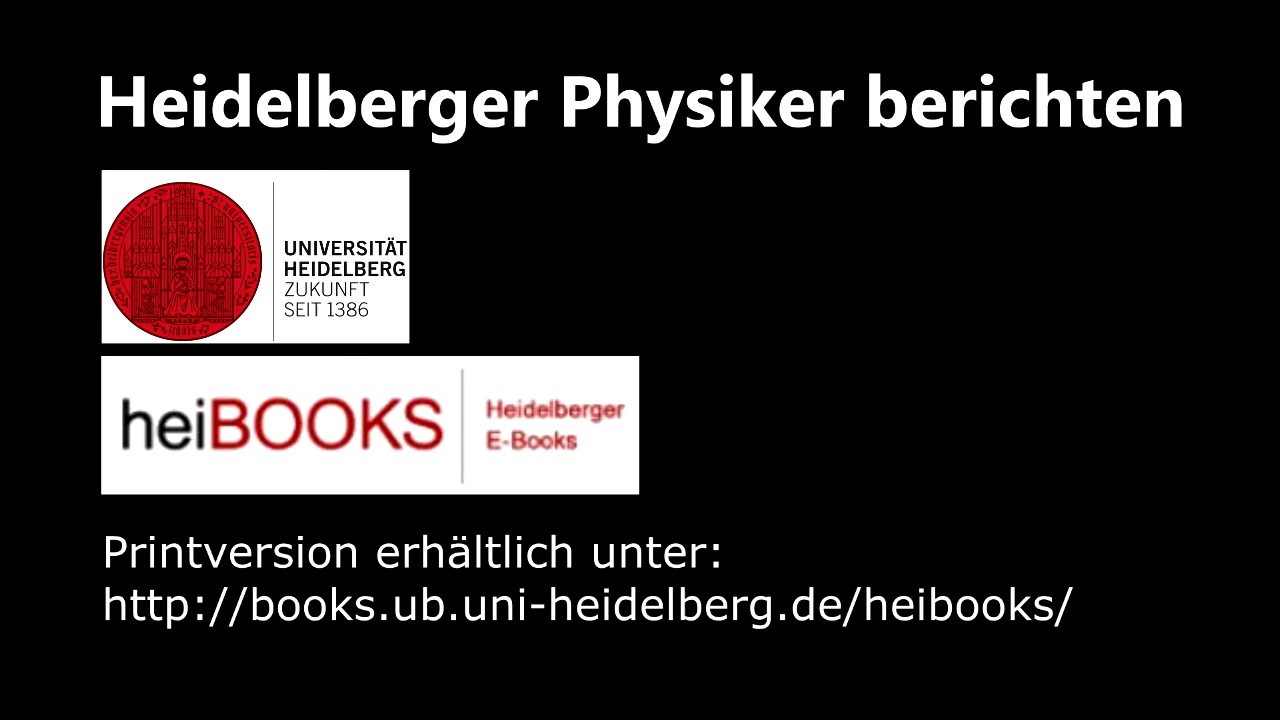 Heidelberger Physiker berichten
UNIVERSITÄT
HEIDELBERG
ZUKUNFT
SEIT 1386
heiBOOKS
Heidelberger
E-Books
Printversion erhältlich unter:
http://books.ub.uni-heidelberg.de/heibooks/